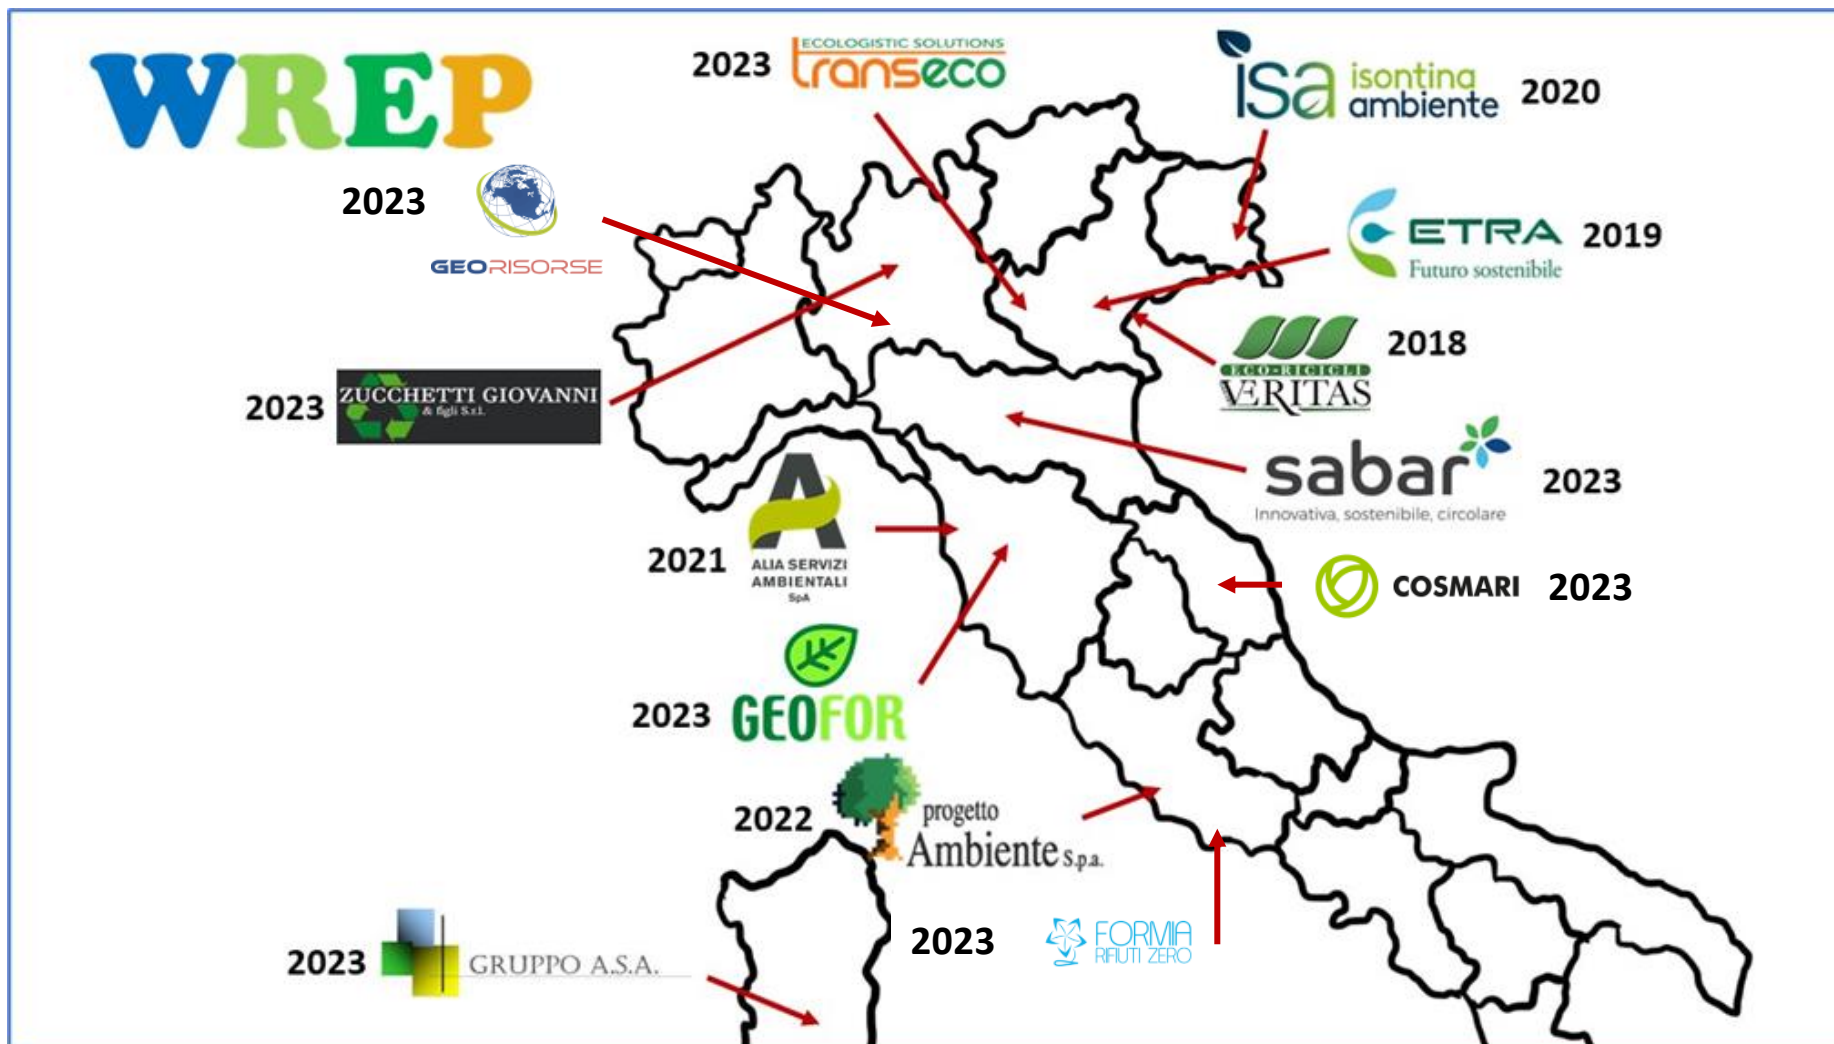 WREP
2023
ECOLOGISTIC SOLUTIONS
transeco
isa isontina
ambiente
2020
2023
GEORISORSE
ETRA
Futuro sostenibile
2019
ECO-RICICLI
VERITAS
2018
2023
ZUCCHETTI GIOVANNI
& figli S.r.l.
sabar
Innovativa, sostenibile, circolare
2023
2021
ALIA SERVIZI
AMBIENTALI
SpA
COSMARI
2023
2023
GEOFOR
2022
progetto
Ambiente s.p.a.
2023
FORMIA
RIFIUTI ZERO
2023
GRUPPO A.S.A.